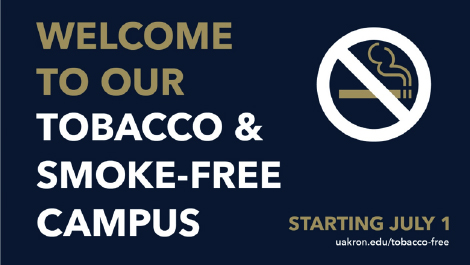 WELCOME
TO OUR
TOBACCO &
SMOKE-FREE
CAMPUS
STARTING JULY 1
uakron.edu/tobacco-free